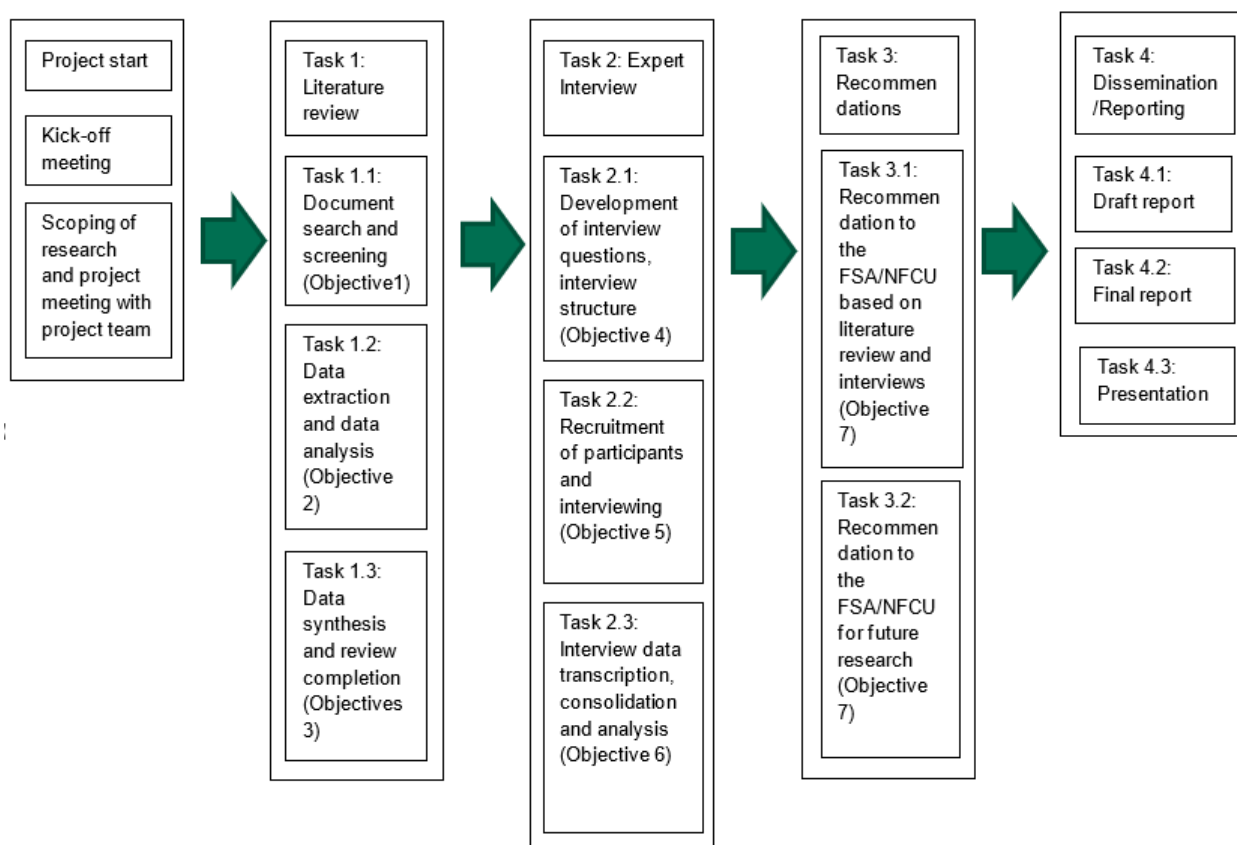 Project start
Kick-off
meeting
Scoping of
research
and project
meeting with
project team
Task 1:
Literature
review
Task 1.1:
Document
search and
screening
(Objective1)
Task 1.2:
Data
extraction
and data
analysis
(Objective
2)
Task 1.3:
Data
synthesis
and review
completion
(Objectives
3)
Task 2: Expert
Interview
Task 2.1:
Development
of interview
questions,
interview
structure
(Objective 4)
Task 2.2:
Recruitment
of participants
and
interviewing
(Objective 5)
Task 2.3:
Interview data
transcription,
consolidation
and analysis
(Objective 6)
Task 3:
Recommen
dations
Task 3.1:
Recommen
dation to
the
FSA/NFCU
based on
literature
review and
interviews
(Objective
7)
Task 3.2:
Recommen
dation to
the
FSA/NFCU
for future
research
(Objective
7)
Task 4:
Dissemination
/Reporting
Task 4.1:
Draft report
Task 4.2:
Final report
Task 4.3:
Presentation